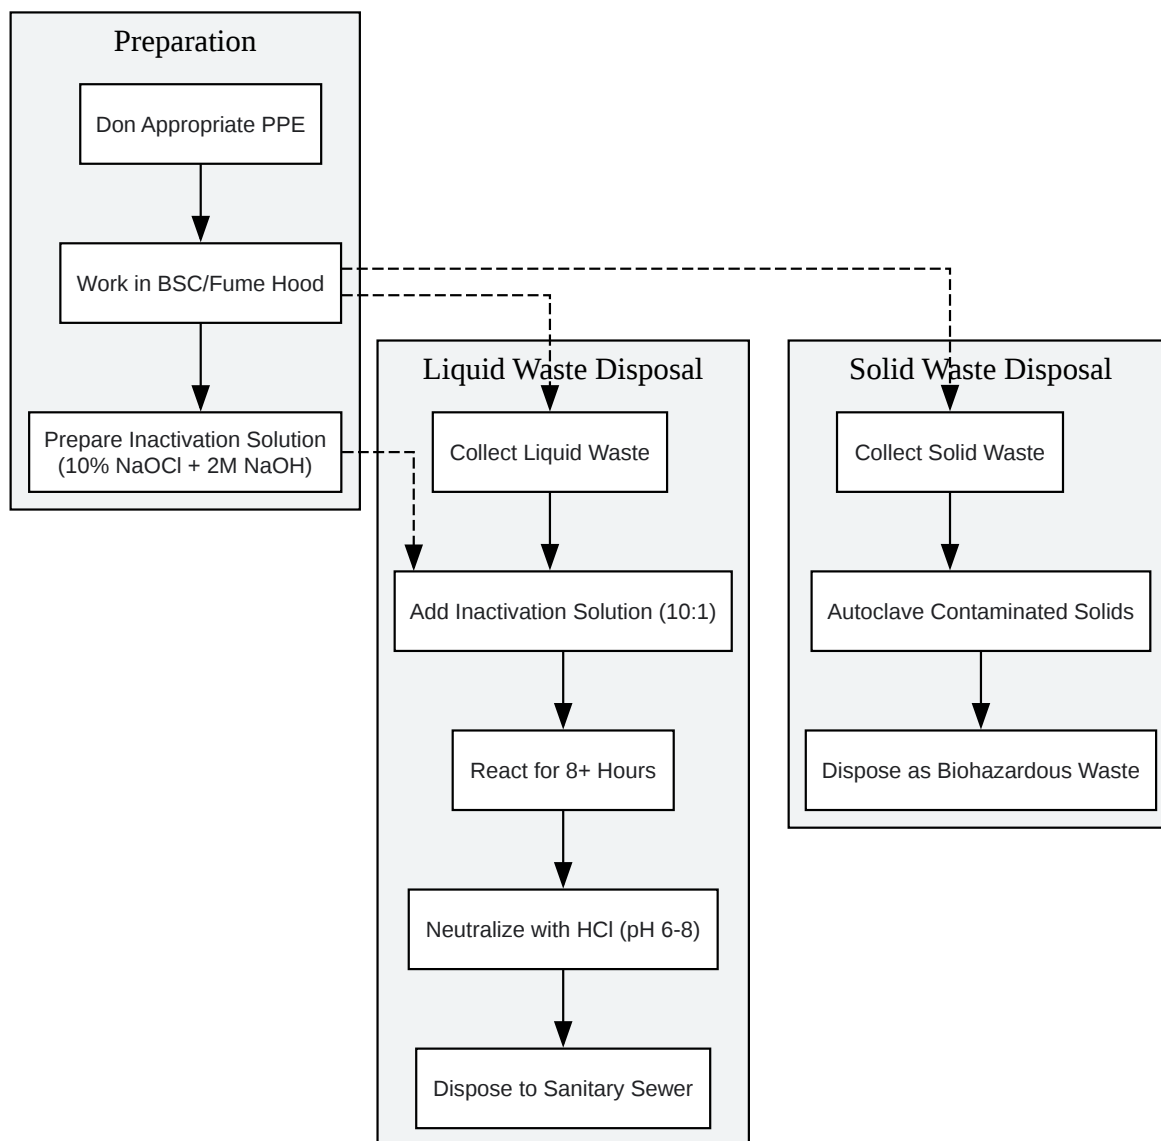 Preparation
Don Appropriate PPE
Work in BSC/Fume Hood
Prepare Inactivation Solution
(10% NaOCl + 2M NaOH)
Liquid Waste Disposal
Collect Liquid Waste
Add Inactivation Solution (10:1)
React for 8+ Hours
Neutralize with HCl (pH 6-8)
Dispose to Sanitary Sewer
Solid Waste Disposal
Collect Solid Waste
Autoclave Contaminated Solids
Dispose as Biohazardous Waste